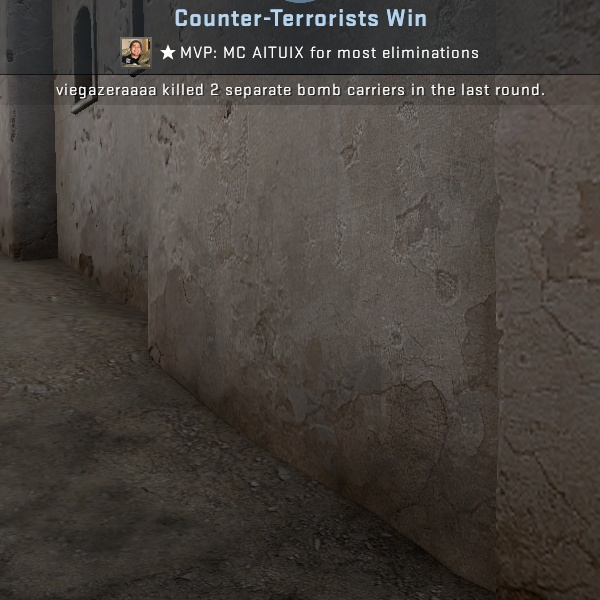 Counter-Terrorists Win
★ MVP: MC AITUIX for most eliminations
viegazeraaaa killed 2 separate bomb carriers in the last round.